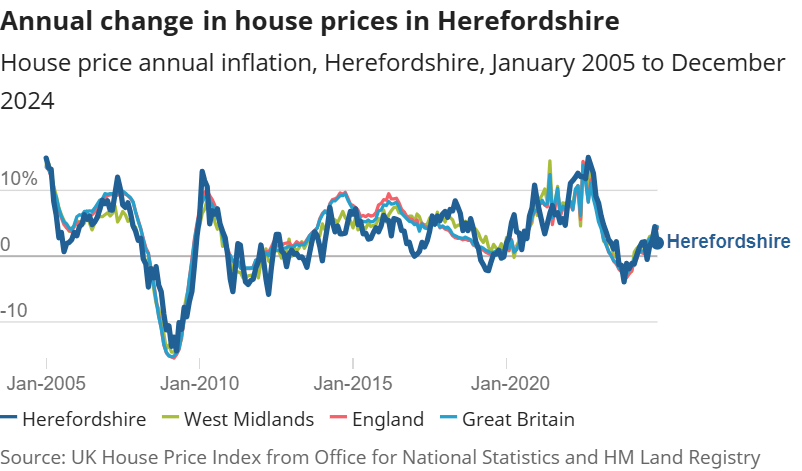 Annual change in house prices in Herefordshire
House price annual inflation, Herefordshire, January 2005 to December
2024
10%
0
-10
Herefordshire
Jan-2005 Jan-2010 Jan-2015 Jan-2020
Herefordshire West Midlands England Great Britain
Source: UK House Price Index from Office for National Statistics and HM Land Registry